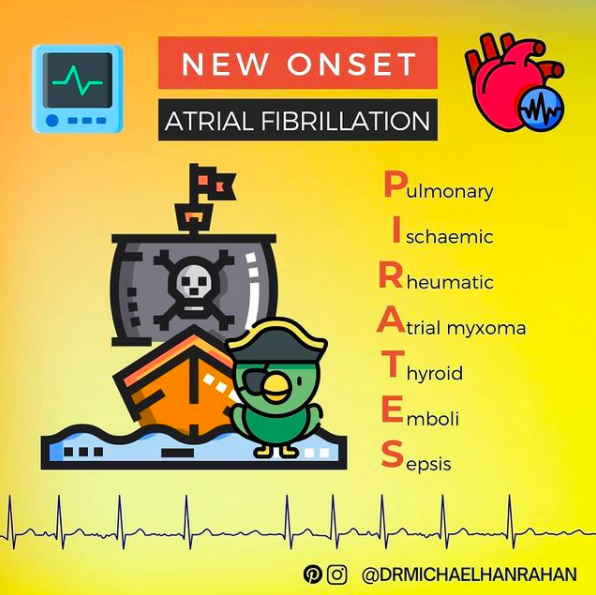 NEW ONSET
ATRIAL FIBRILLATION
Pulmonary
Ischaemic
Rheumatic
Atrial myxoma
Thyroid
Emboli
Sepsis
@DRMICHAELHANRAHAN